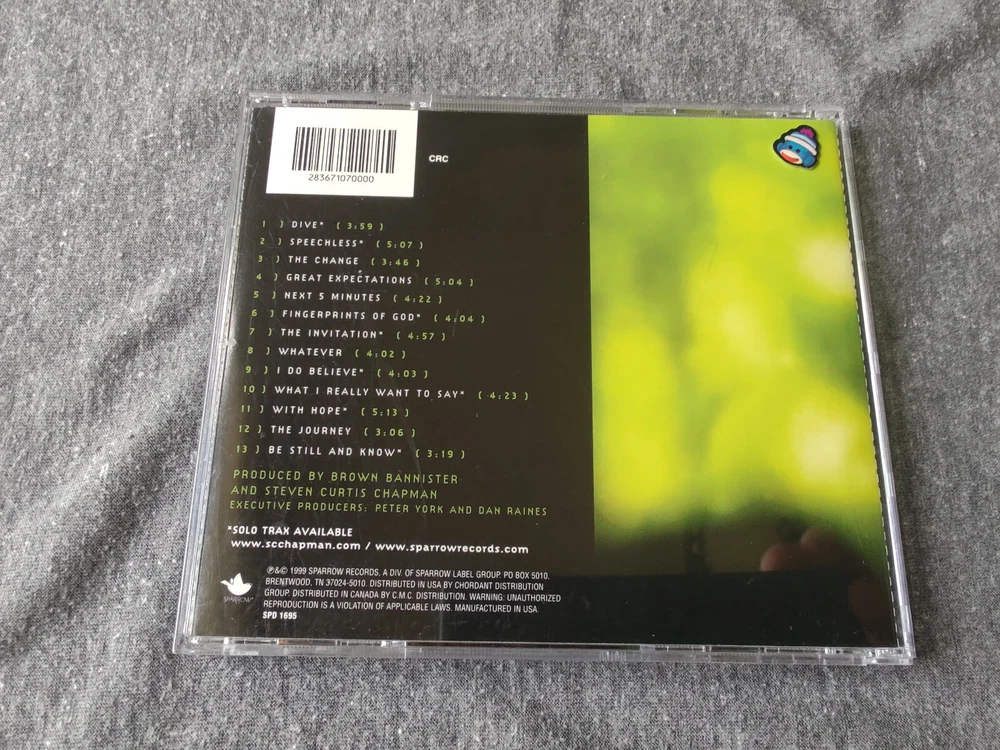 CRC
283671070000
1 ) DIVE* ( 3:59 )
2 ) SPEECHLESS* ( 5:07 )
3 ) THE CHANGE ( 3:46 )
4 ) GREAT EXPECTATIONS ( 5:04 )
5 ) NEXT 5 MINUTES ( 4:22 )
6 ) FINGERPRINTS OF GOD* ( 4:04 )
7 ) THE INVITATION* ( 4:57 )
8 ) WHATEVER ( 4:02 )
9 ) I DO BELIEVE* ( 4:03 )
10 ) WHAT I REALLY WANT TO SAY* ( 4:23 )
11 ) WITH HOPE* ( 5:13 )
12 ) THE JOURNEY ( 3:06 )
13 ) BE STILL AND KNOW* ( 3:19 )
PRODUCED BY BROWN BANNISTER
AND STEVEN CURTIS CHAPMAN
EXECUTIVE PRODUCERS: PETER YORK AND DAN RAINES
*SOLO TRAX AVAILABLE
www.scchapman.com / www.sparrowrecords.com
℗&© 1999 SPARROW RECORDS, A DIV. OF SPARROW LABEL GROUP. PO BOX 5010.
BRENTWOOD, TN 37024-5010. DISTRIBUTED IN USA BY CHORDANT DISTRIBUTION
GROUP. DISTRIBUTED IN CANADA BY C.M.C. DISTRIBUTION. WARNING: UNAUTHORIZED
REPRODUCTION IS A VIOLATION OF APPLICABLE LAWS. MANUFACTURED IN USA.
SPD 1695
SPARROW™